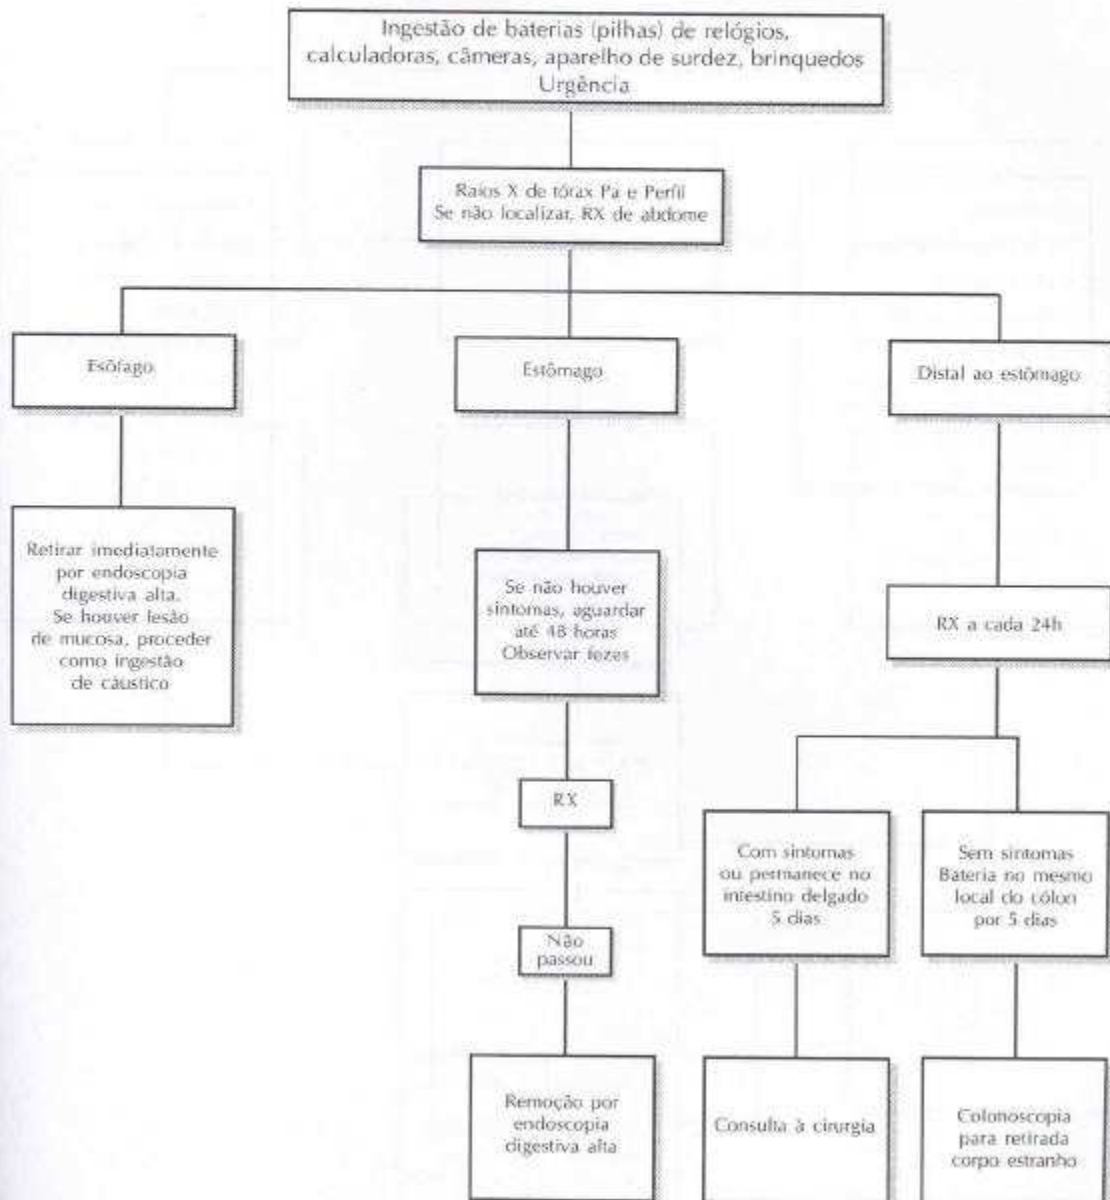 Ingestão de baterias (pilhas) de relógios,
calculadoras, câmeras, aparelho de surdez, brinquedos
Urgência
Raios X de tórax Pa e Perfil
Se não localizar, RX de abdome
Esôfago
Estômago
Distal ao estômago
Retirar imediatamente
por endoscopia
digestiva alta.
Se houver lesão
de mucosa, proceder
como ingestão
de cáustico
Se não houver
sintomas, aguardar
até 48 horas
Observar fezes
RX a cada 24h
RX
Com sintomas
ou permanece no
intestino delgado
5 dias
Sem sintomas
Bateria no mesmo
local do cólon
por 5 dias
Não
passou
Remoção por
endoscopia
digestiva alta
Consulta à cirurgia
Colonoscopia
para retirada
corpo estranho